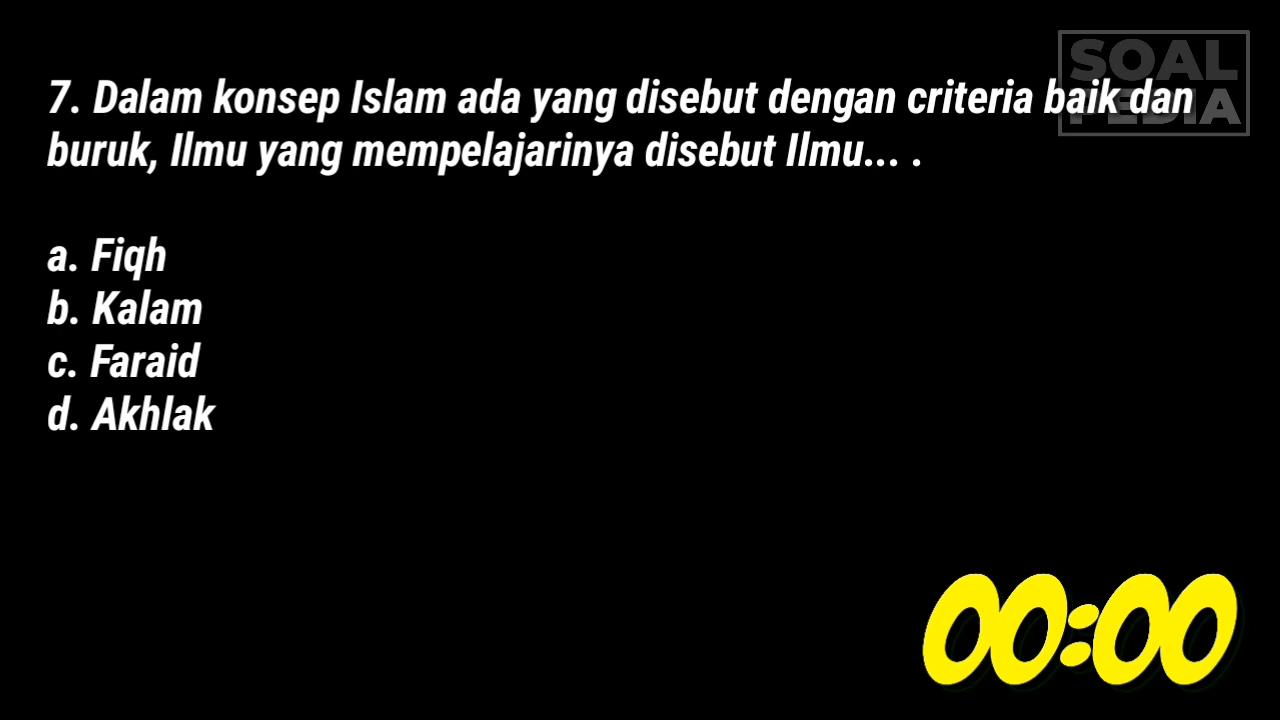 SOAL
PEDIA
7. Dalam konsep Islam ada yang disebut dengan criteria baik dan
buruk, Ilmu yang mempelajarinya disebut Ilmu... .
a. Fiqh
b. Kalam
c. Faraid
d. Akhlak
00:00